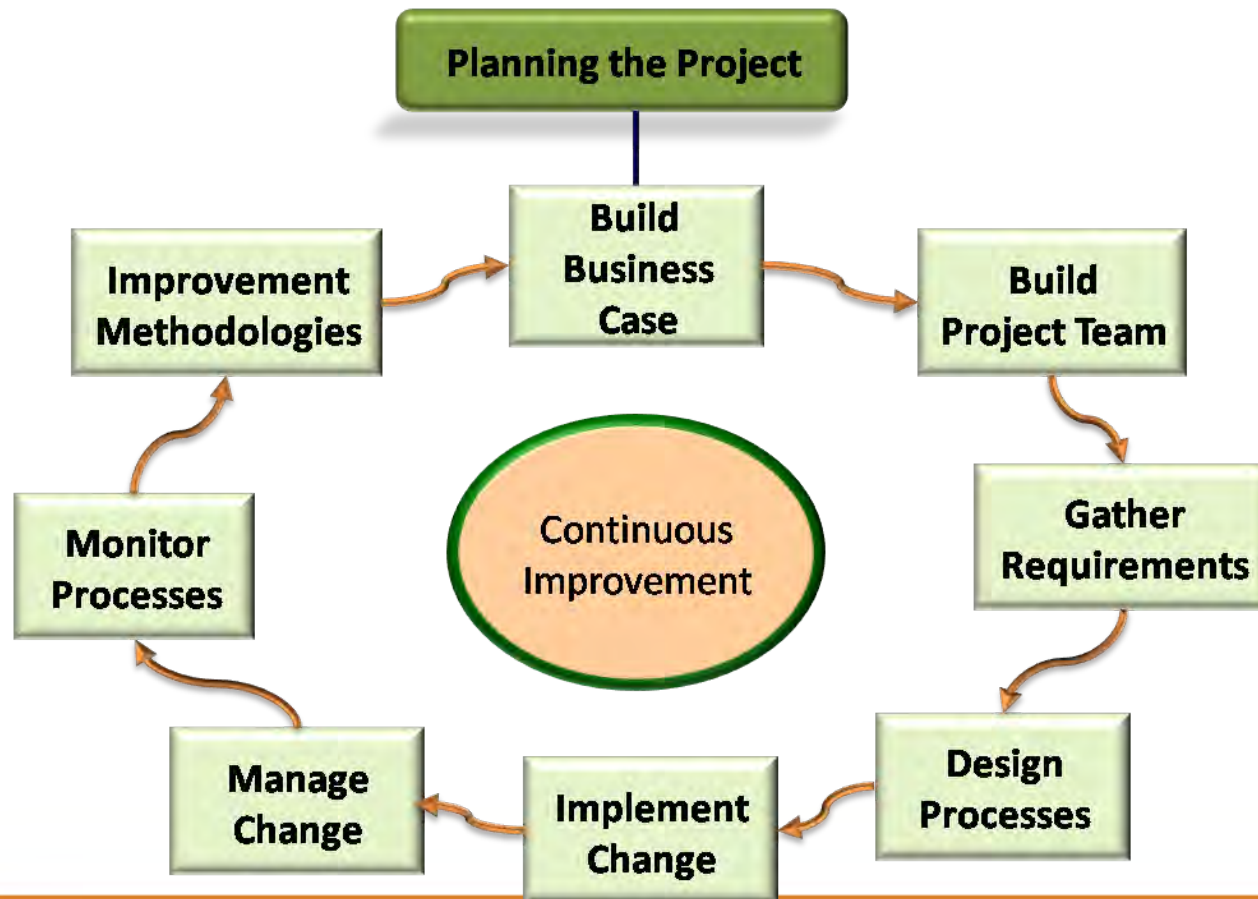 Planning the Project
Build
Business
Case
Build
Project Team
Gather
Requirements
Design
Processes
Implement
Change
Manage
Change
Monitor
Processes
Improvement
Methodologies
Continuous
Improvement